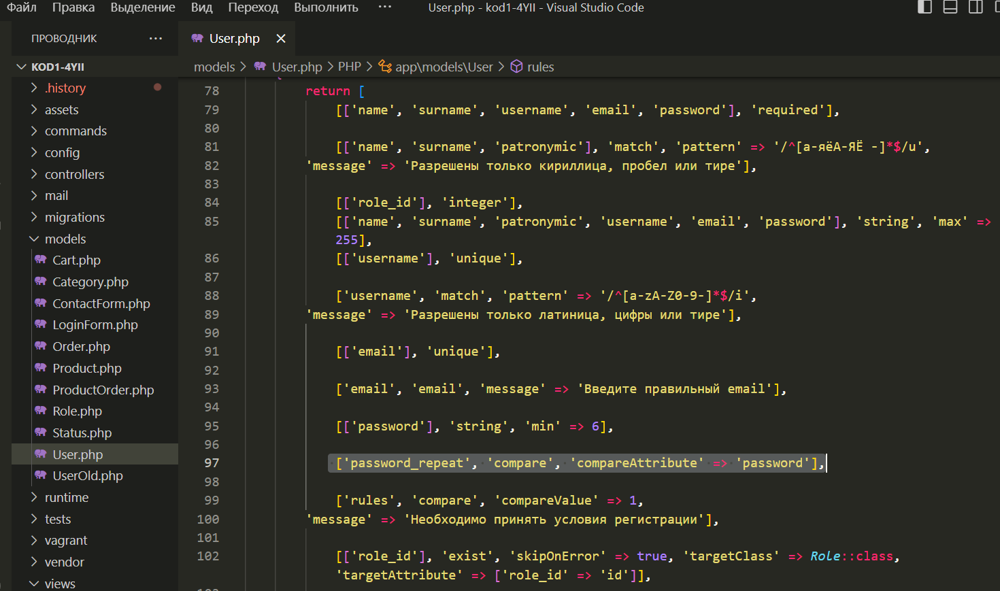 Файл Правка Выделение Вид Переход Выполнить ··· User.php - kod1-4YII - Visual Studio Code
ПРОВОДНИК ···
KOD1-4YII
.history
assets
commands
config
controllers
mail
migrations
models
Cart.php
Category.php
ContactForm.php
LoginForm.php
Order.php
Product.php
ProductOrder.php
Role.php
Status.php
User.php
UserOld.php
runtime
tests
vagrant
vendor
views
User.php
models > User.php > PHP > app\models\User > rules
78 return [
79 [['name', 'surname', 'username', 'email', 'password'], 'required'],
80
81 [['name', 'surname', 'patronymic'], 'match', 'pattern' => '/^[а-яёА-ЯЁ -]*$/u',
82 'message' => 'Разрешены только кириллица, пробел или тире'],
83
84 [['role_id'], 'integer'],
85 [['name', 'surname', 'patronymic', 'username', 'email', 'password'], 'string', 'max' =>
255],
86 [['username'], 'unique'],
87
88 ['username', 'match', 'pattern' => '/^[a-zA-Z0-9-]*$/i',
89 'message' => 'Разрешены только латиница, цифры или тире'],
90
91 [['email'], 'unique'],
92
93 ['email', 'email', 'message' => 'Введите правильный email'],
94
95 [['password'], 'string', 'min' => 6],
96
97 ['password_repeat', 'compare', 'compareAttribute' => 'password'],
98
99 ['rules', 'compare', 'compareValue' => 1,
100 'message' => 'Необходимо принять условия регистрации'],
101
102 [['role_id'], 'exist', 'skipOnError' => true, 'targetClass' => Role::class,
'targetAttribute' => ['role_id' => 'id']],